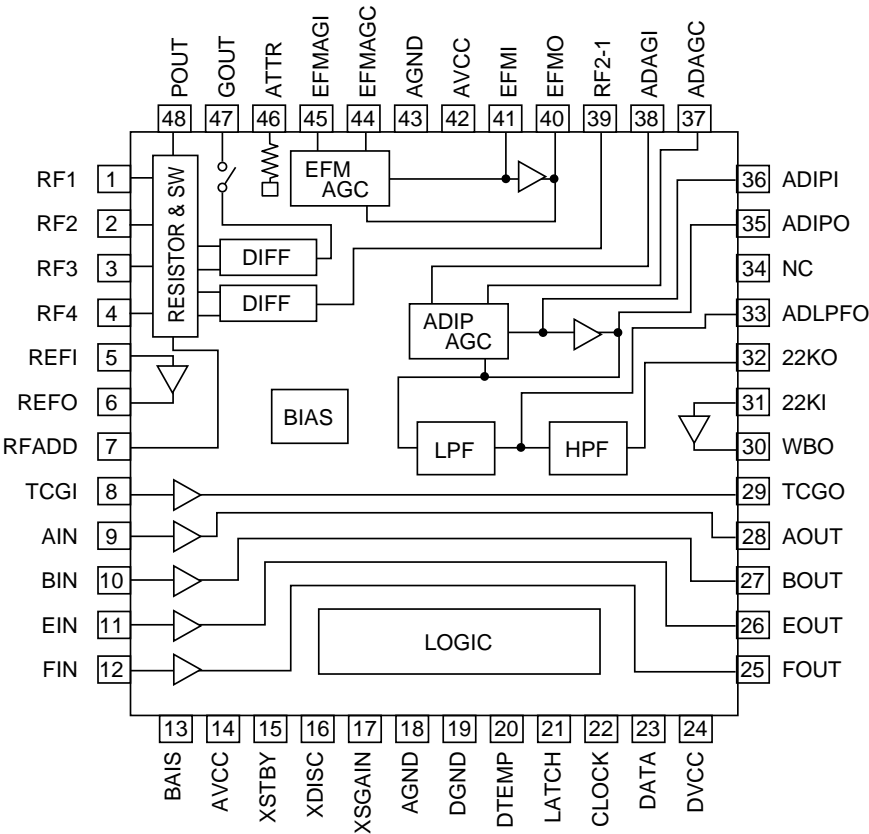 POUT
GOUT
ATTR
EFMAGI
EFMAGC
AGND
AVCC
EFMI
EFMO
RF2-1
ADAGI
ADAGC
48
47
46
45
44
43
42
41
40
39
38
37
RF1 1
RF2 2
RF3 3
RF4 4
REFI 5
REFO 6
RFADD 7
TCGI 8
AIN 9
BIN 10
EIN 11
FIN 12
RESISTOR & SW
EFM
AGC
DIFF
DIFF
ADIP
AGC
BIAS
LPF
HPF
LOGIC
36 ADIPI
35 ADIPO
34 NC
33 ADLPFO
32 22KO
31 22KI
30 WBO
29 TCGO
28 AOUT
27 BOUT
26 EOUT
25 FOUT
13
14
15
16
17
18
19
20
21
22
23
24
BAIS
AVCC
XSTBY
XDISC
XSGAIN
AGND
DGND
DTEMP
LATCH
CLOCK
DATA
DVCC